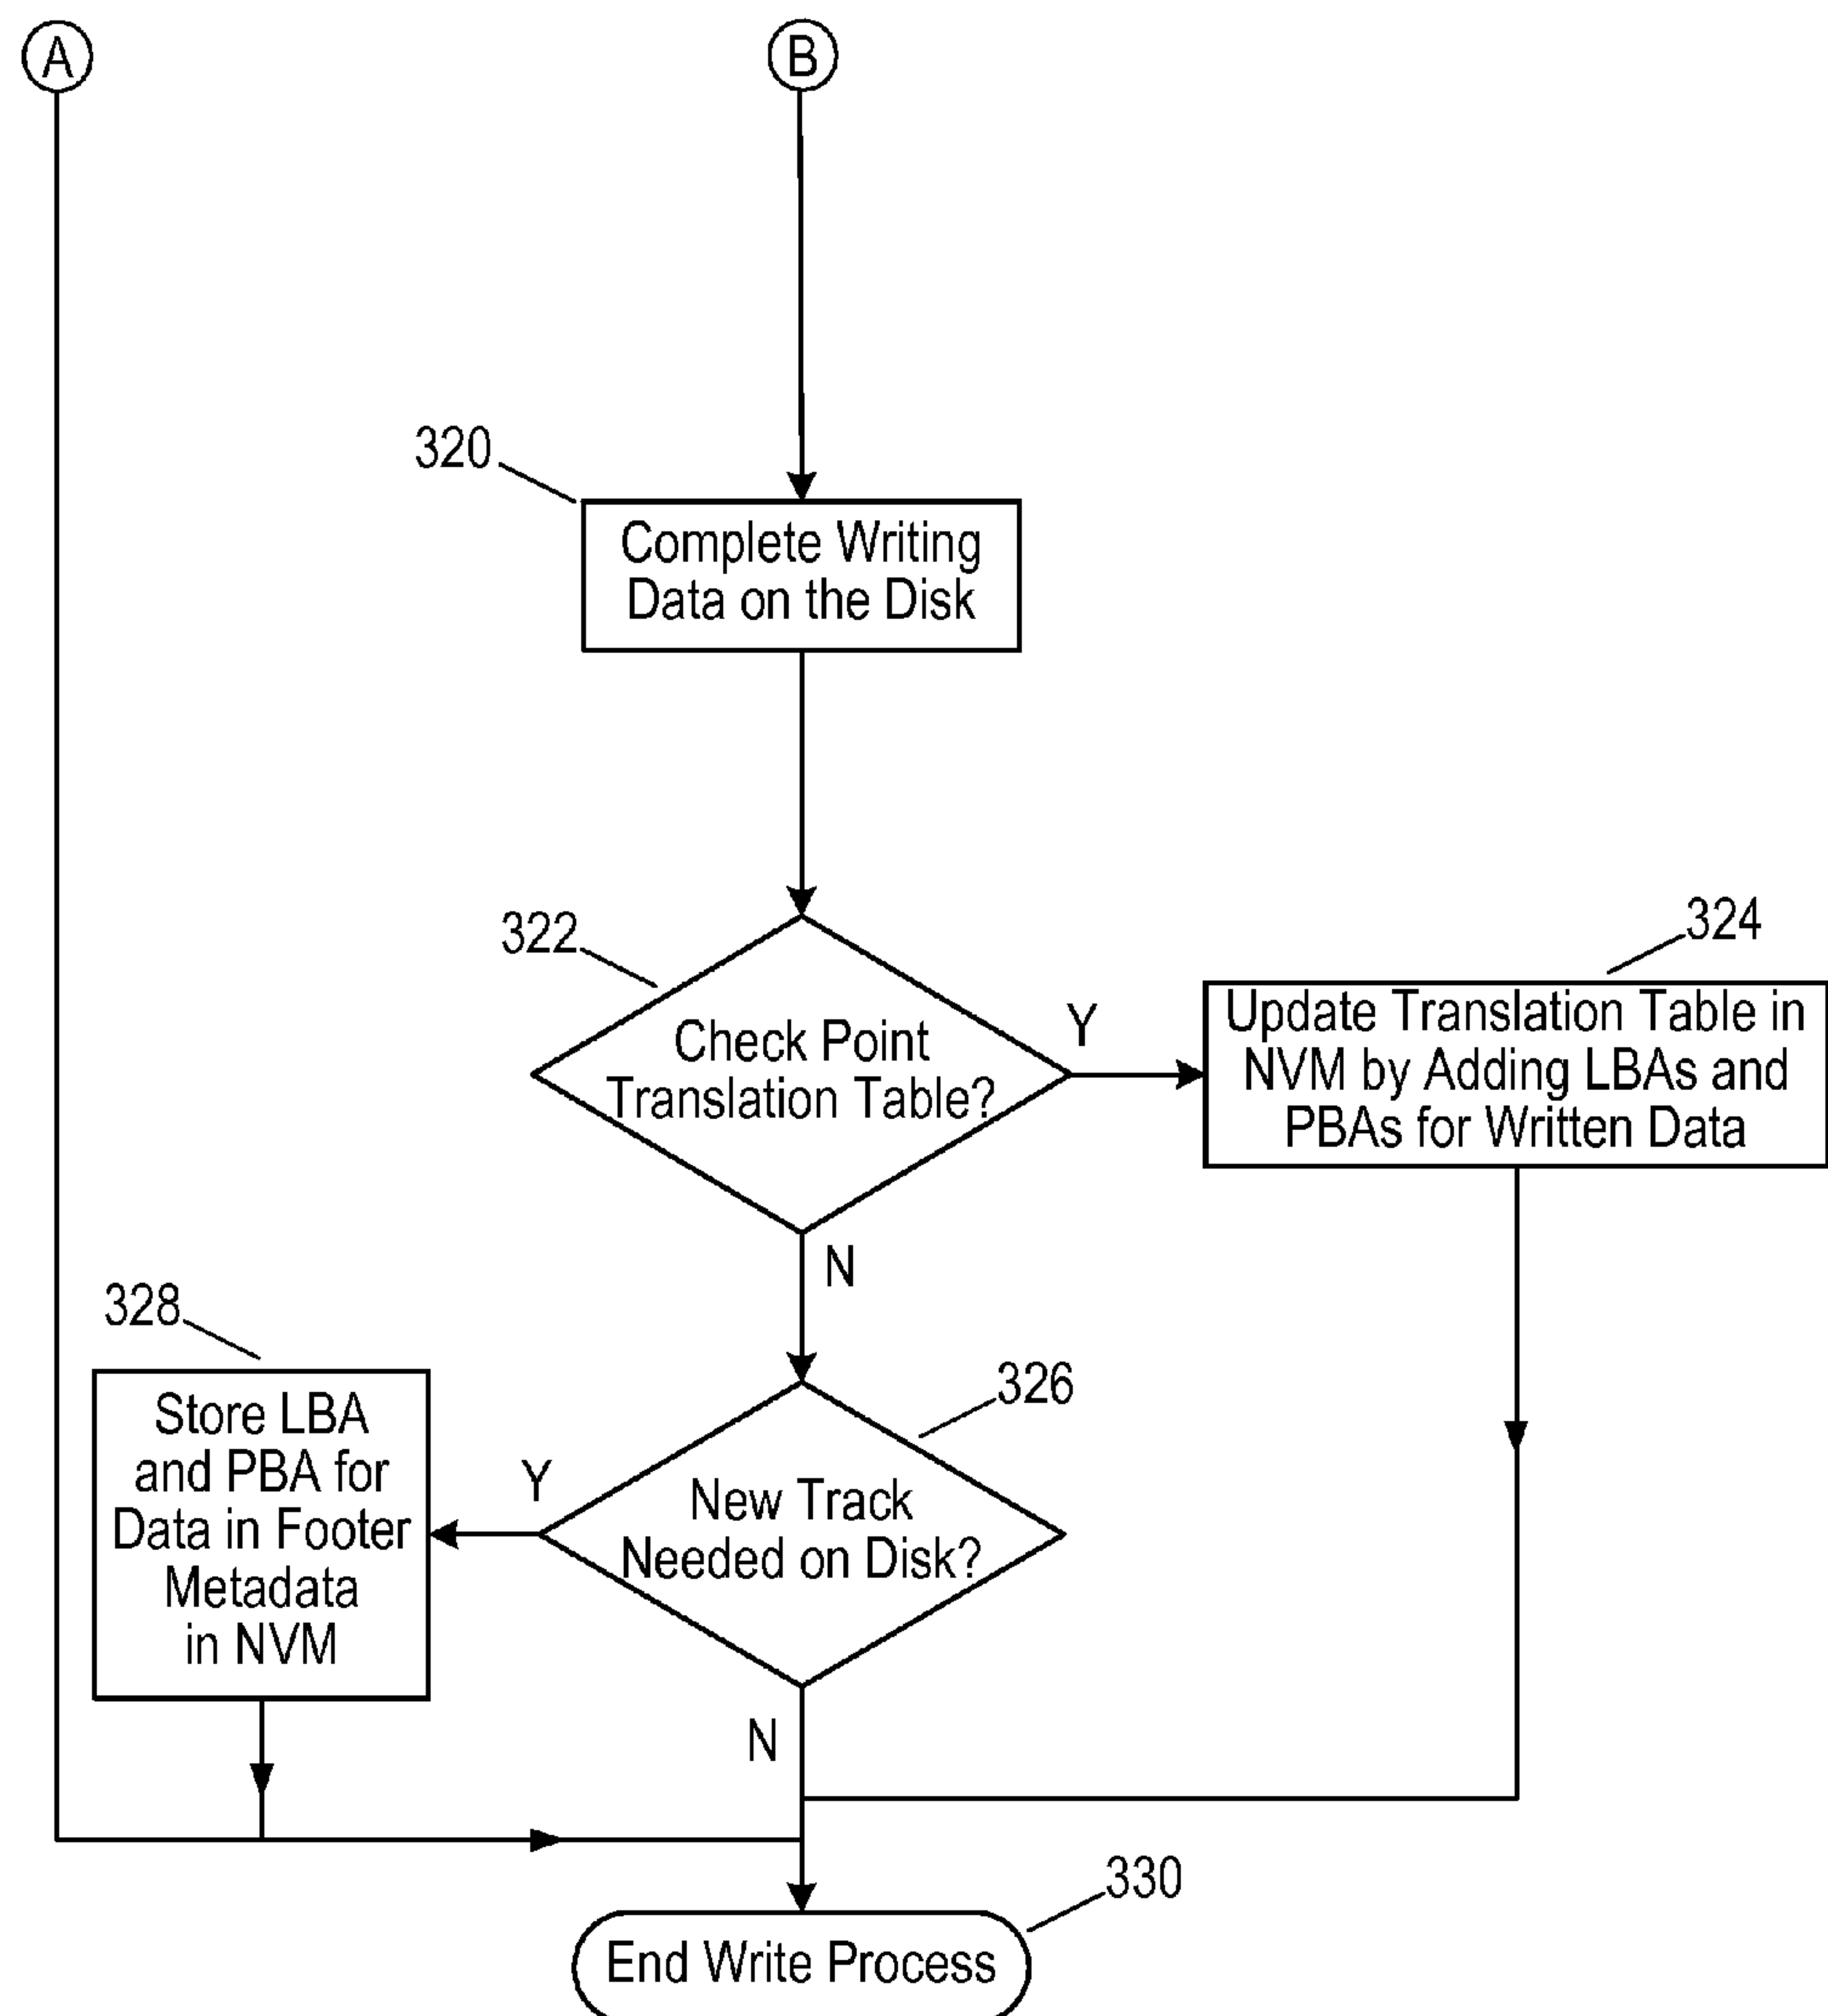 A
B
320
Complete Writing
Data on the Disk
322
Check Point
Translation Table?
Y
324
Update Translation Table in
NVM by Adding LBAs and
PBAs for Written Data
N
328
Store LBA
and PBA for
Data in Footer
Metadata
in NVM
Y
326
New Track
Needed on Disk?
N
330
End Write Process